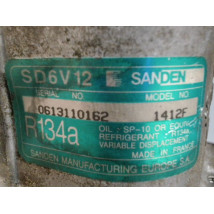 SD6V12 SANDEN
SERIAL NO MODEL NO
0613110162 1412F
R134a
OIL : SP-10 OR EQUIV
REFRIGERANT : R134a
VARIABLE DISPLACEMENT
MADE IN FRANCE
SANDEN MANUFACTURING EUROPE S.A.